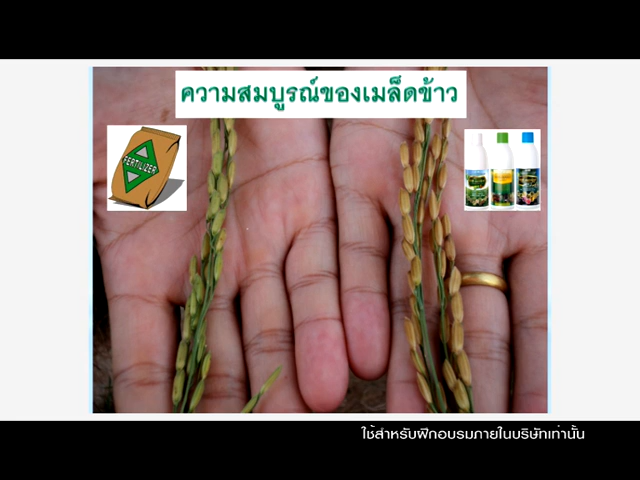 ความสมบูรณ์ของเมล็ดข้าว
FERTILIZER
ใช้สำหรับฝึกอบรมภายในบริษัทเท่านั้น